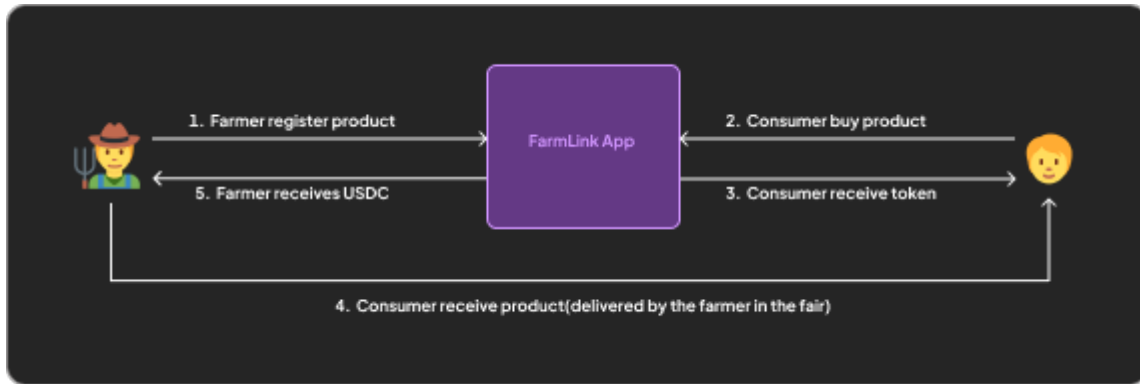 1. Farmer register product
FarmLink App
2. Consumer buy product
5. Farmer receives USDC
3. Consumer receive token
4. Consumer receive product(delivered by the farmer in the fair)